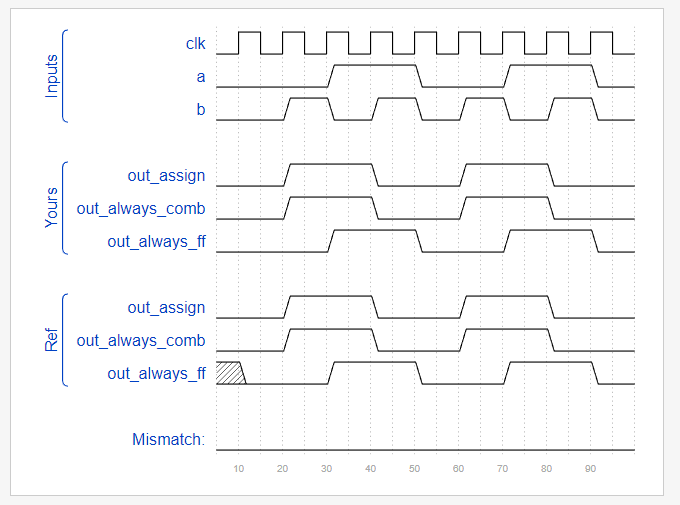 Inputs
clk
a
b
Yours
out_assign
out_always_comb
out_always_ff
Ref
out_assign
out_always_comb
out_always_ff
Mismatch:
10 20 30 40 50 60 70 80 90